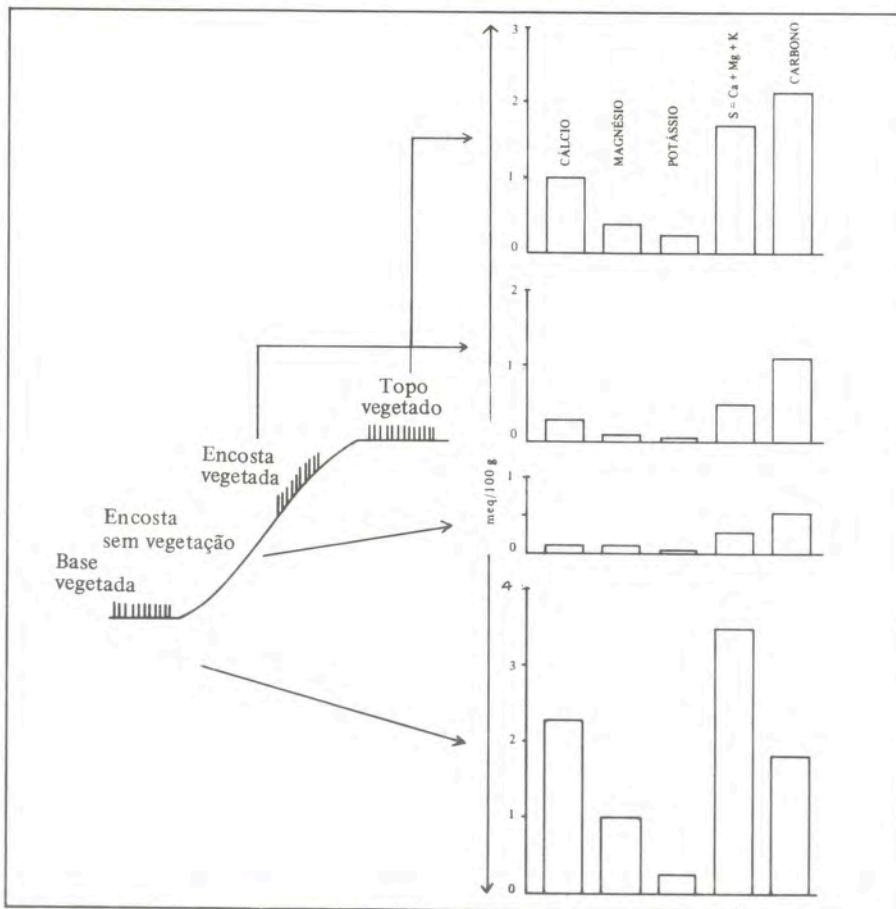 3
2
1
0
CÁLCIO
MAGNÉSIO
POTÁSSIO
S = Ca + Mg + K
CARBONO
2
1
0
Topo
vegetado
Encosta
vegetada
meq/100 g
1
0
Encosta
sem vegetação
Base
vegetada
4
3
2
1
0